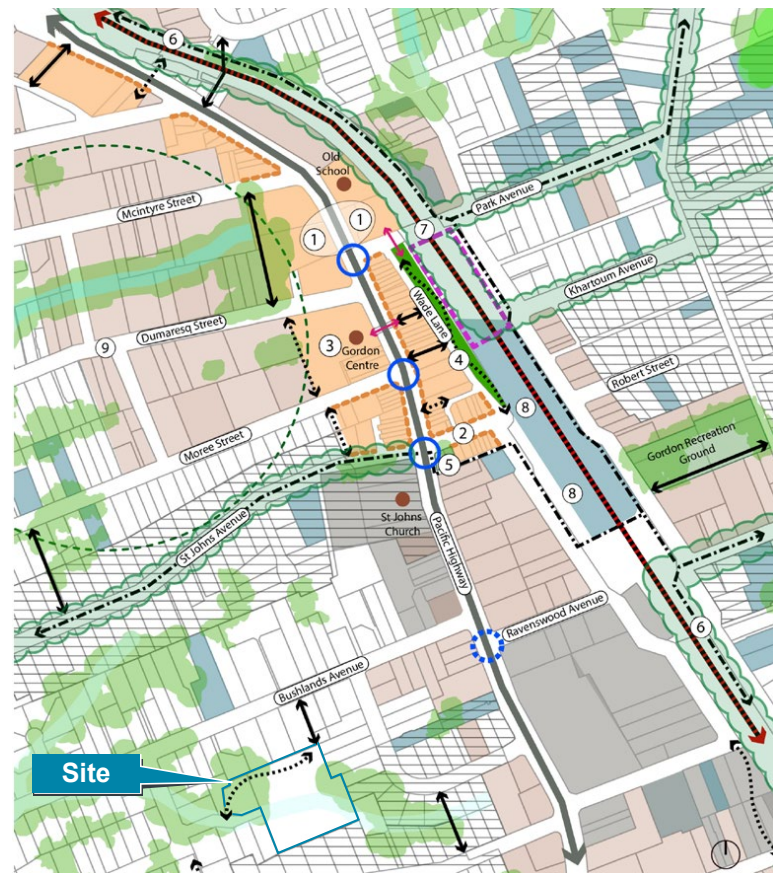 6
Old
School
Mcintyre Street
Park Avenue
1
1
7
Khartoum Avenue
Wade Lane
Dumaresq Street
9
3
Gordon
Centre
4
Robert Street
8
2
Moree Street
Gordon Recreation
Ground
5
8
St Johns
Church
St Johns Avenue
Pacific Highway
Ravenswood Avenue
6
Bushlands Avenue
Site